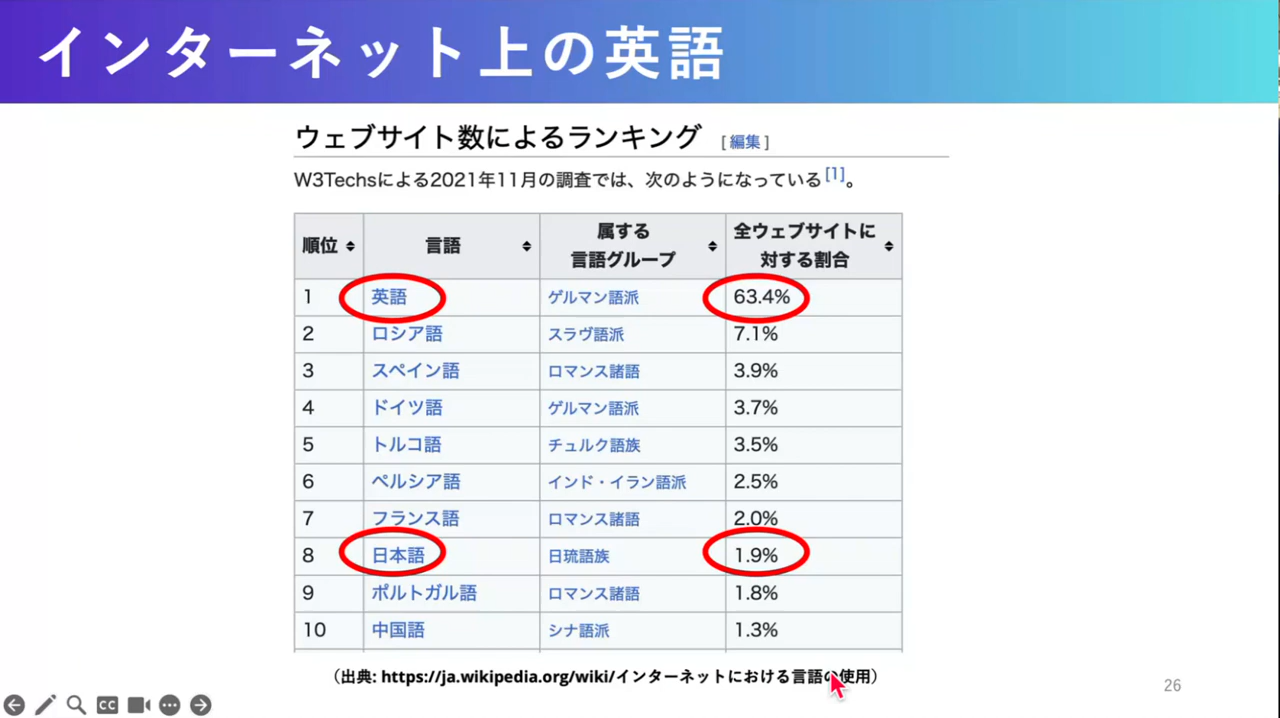 インターネット上の英語
ウェブサイト数によるランキング [編集]
W3Techsによる2021年11月の調査では、次のようになっている[1]。
順位 言語 属する言語グループ 全ウェブサイトに対する割合
1 英語 ゲルマン語派 63.4%
2 ロシア語 スラヴ語派 7.1%
3 スペイン語 ロマンス諸語 3.9%
4 ドイツ語 ゲルマン語派 3.7%
5 トルコ語 チュルク語族 3.5%
6 ペルシア語 インド・イラン語派 2.5%
7 フランス語 ロマンス諸語 2.0%
8 日本語 日琉語族 1.9%
9 ポルトガル語 ロマンス諸語 1.8%
10 中国語 シナ語派 1.3%
（出典: https://ja.wikipedia.org/wiki/インターネットにおける言語の使用）
26
CC